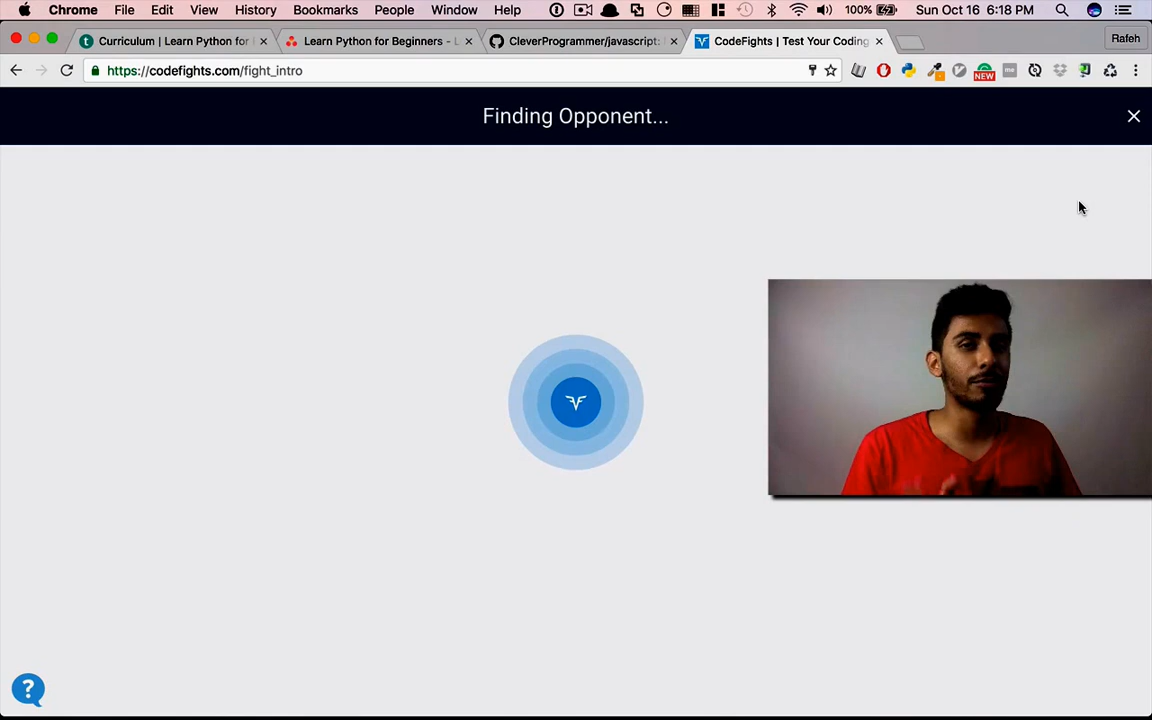 Chrome File Edit View History Bookmarks People Window Help 100% Sun Oct 16 6:18 PM
Curriculum | Learn Python for
Learn Python for Beginners - L
CleverProgrammer/javascript:
CodeFights | Test Your Coding
Rafeh
https://codefights.com/fight_intro
NEW
me
Finding Opponent...
?